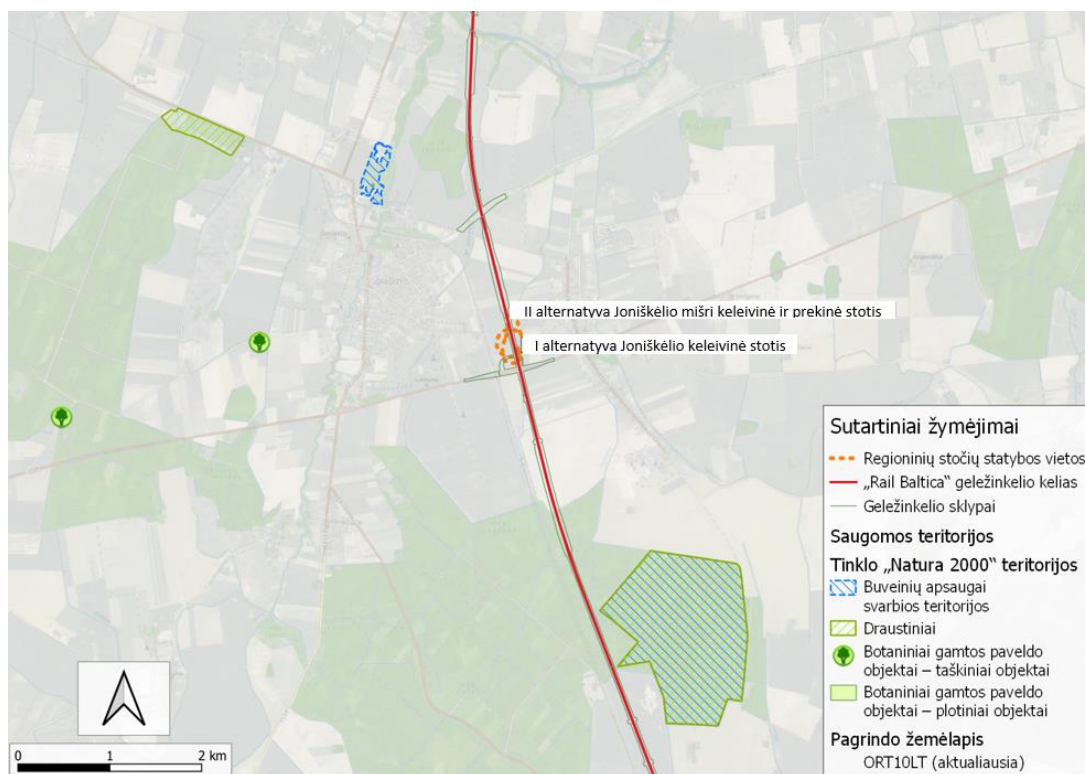 II alternatyva Joniškėlio mišri keleivinė ir prekinė stotis
I alternatyva Joniškėlio keleivinė stotis
Sutartiniai žymėjimai
Regioninių stočių statybos vietos
„Rail Baltica“ geležinkelio kelias
Geležinkelio sklypai
Saugomos teritorijos
Tinklo „Natura 2000“ teritorijos
Buveinių apsaugai
svarbios teritorijos
Draustiniai
Botaniniai gamtos paveldo
objektai – taškiniai objektai
Botaniniai gamtos paveldo
objektai – plotiniai objektai
Pagrindo žemėlapis
ORT10LT (aktualiausia)
0 1 2 km